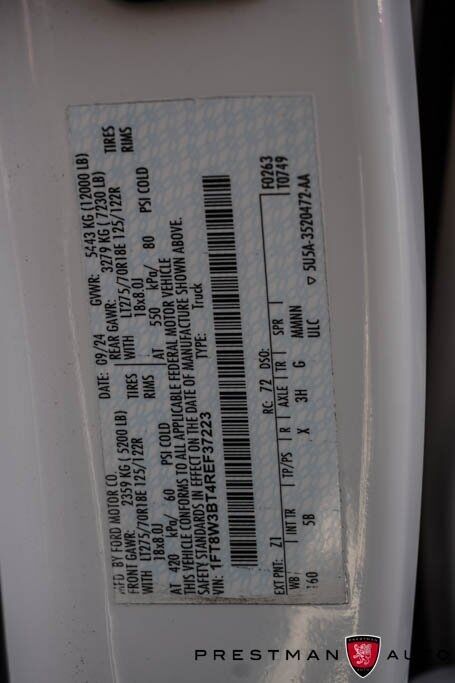 MFD BY FORD MOTOR CO.
DATE: 09/24 GVWR: 5443 KG (12000 LB)
FRONT GAWR: 2359 KG (5200 LB) REAR GAWR: 3279 KG (7230 LB)
WITH LT275/70R18E 125/122R TIRES WITH LT275/70R18E 125/122R TIRES
18x8.0J RIMS 18x8.0J RIMS
AT 420 kPa/ 60 PSI COLD AT 550 kPa/ 80 PSI COLD
THIS VEHICLE CONFORMS TO ALL APPLICABLE FEDERAL MOTOR VEHICLE
SAFETY STANDARDS IN EFFECT ON THE DATE OF MANUFACTURE SHOWN ABOVE.
VIN: 1FT8W3BT4REF37223 TYPE: Truck
F0263
T0749
EXT PNT: Z1 RC: 72 DSO:
WB INT TR TP/PS R AXLE TR SPR
160 5B X 3H G MMNNN
ULC
▽ 5U5A-3520472-AA
PRESTMAN AUTO